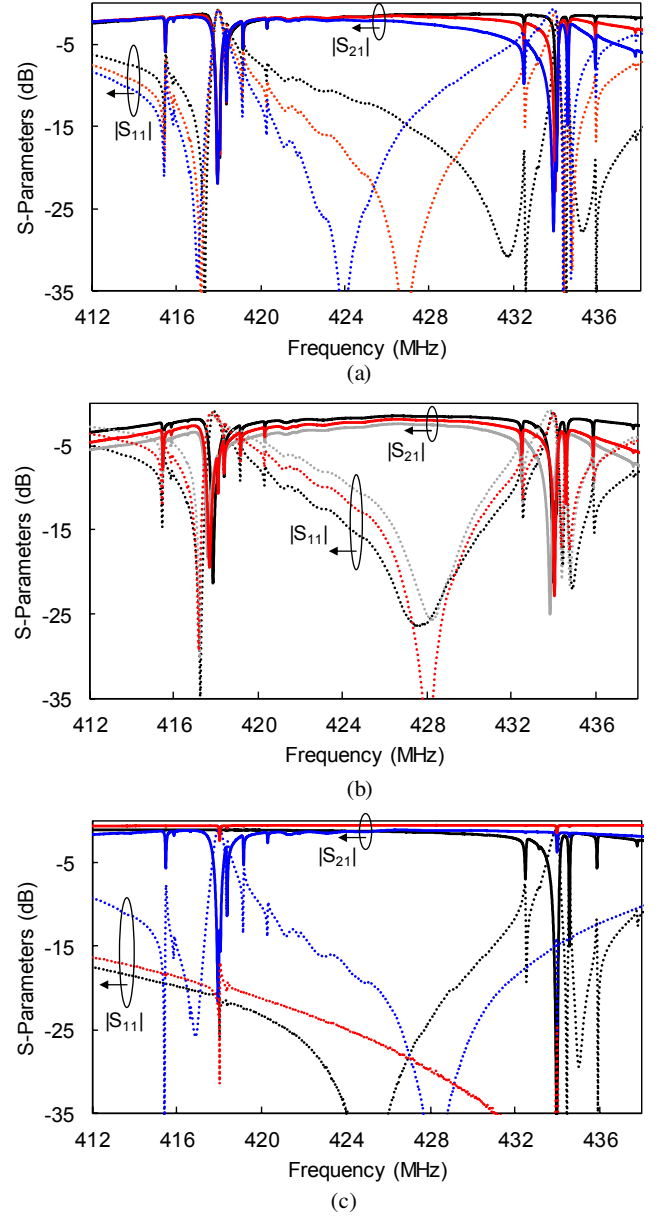 -5
-15
-25
-35
S-Parameters (dB)
|S21|
|S11|
412 416 420 424 428 432 436
Frequency (MHz)
(a)
-5
-15
-25
-35
S-Parameters (dB)
|S21|
|S11|
412 416 420 424 428 432 436
Frequency (MHz)
(b)
-5
-15
-25
-35
S-Parameters (dB)
|S21|
|S11|
412 416 420 424 428 432 436
Frequency (MHz)
(c)